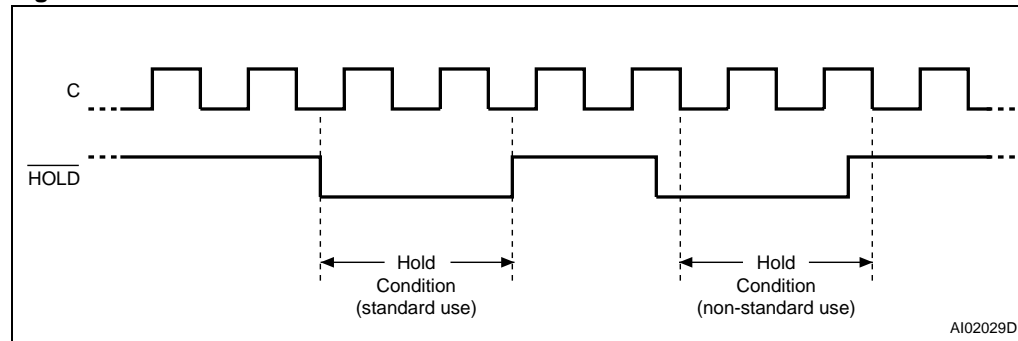 C
HOLD
Hold
Condition
(standard use)
Hold
Condition
(non-standard use)
AI02029D